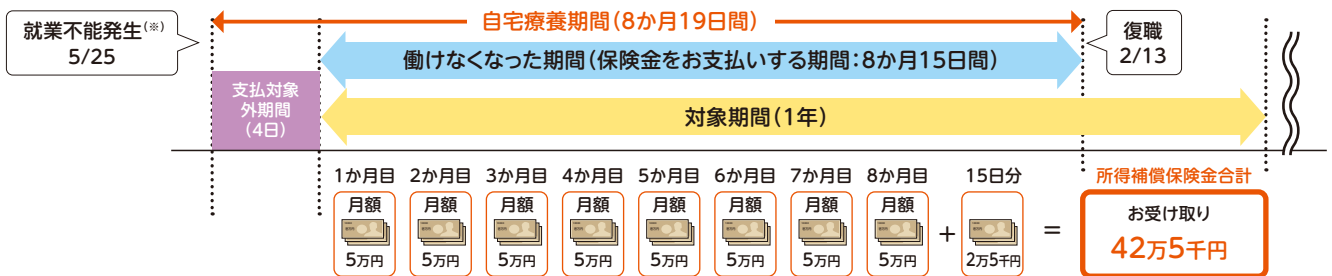 自宅療養期間(8か月19日間)
就業不能発生(※)
5/25
働けなくなった期間(保険金をお支払いする期間:8か月15日間)
復職
2/13
支払対象
外期間
(4日)
対象期間(1年)
1か月目 2か月目 3か月目 4か月目 5か月目 6か月目 7か月目 8か月目 15日分 所得補償保険金合計
月額 月額 月額 月額 月額 月額 月額 月額
お受け取り
+ =
5万円 5万円 5万円 5万円 5万円 5万円 5万円 5万円 2万5千円
42万5千円